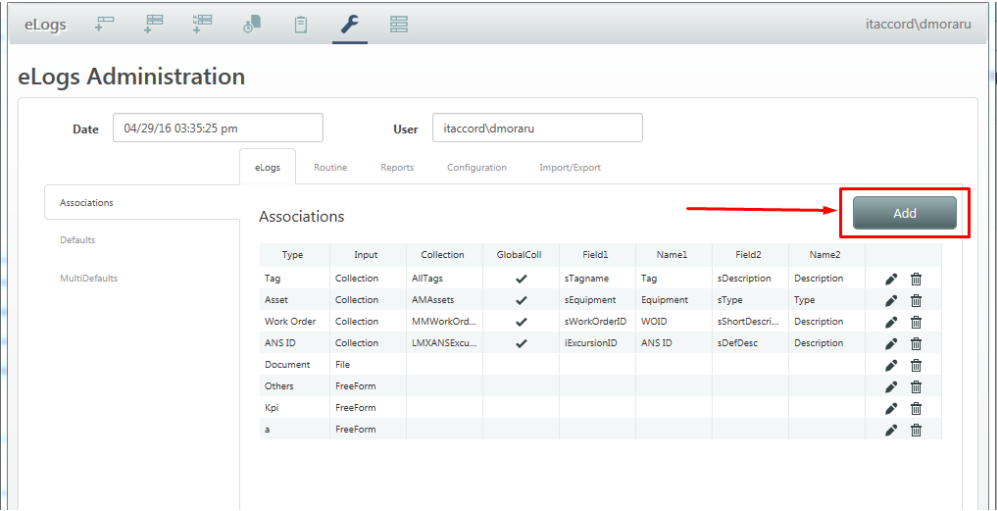 eLogs itaccord\dmoraru
eLogs Administration
Date 04/29/16 03:35:25 pm User itaccord\dmoraru
eLogs Routine Reports Configuration Import/Export
Associations
Defaults
MultiDefaults
Associations Add
Type Input Collection GlobalColl Field1 Name1 Field2 Name2
Tag Collection AllTags ✔ sTagname Tag sDescription Description
Asset Collection AMAssets ✔ sEquipment Equipment sType Type
Work Order Collection MMWorkOrd... ✔ sWorkOrderID WOID sShortDescri... Description
ANS ID Collection LMXANSExcu... ✔ iExcursionID ANS ID sDefDesc Description
Document File
Others FreeForm
Kpi FreeForm
a FreeForm